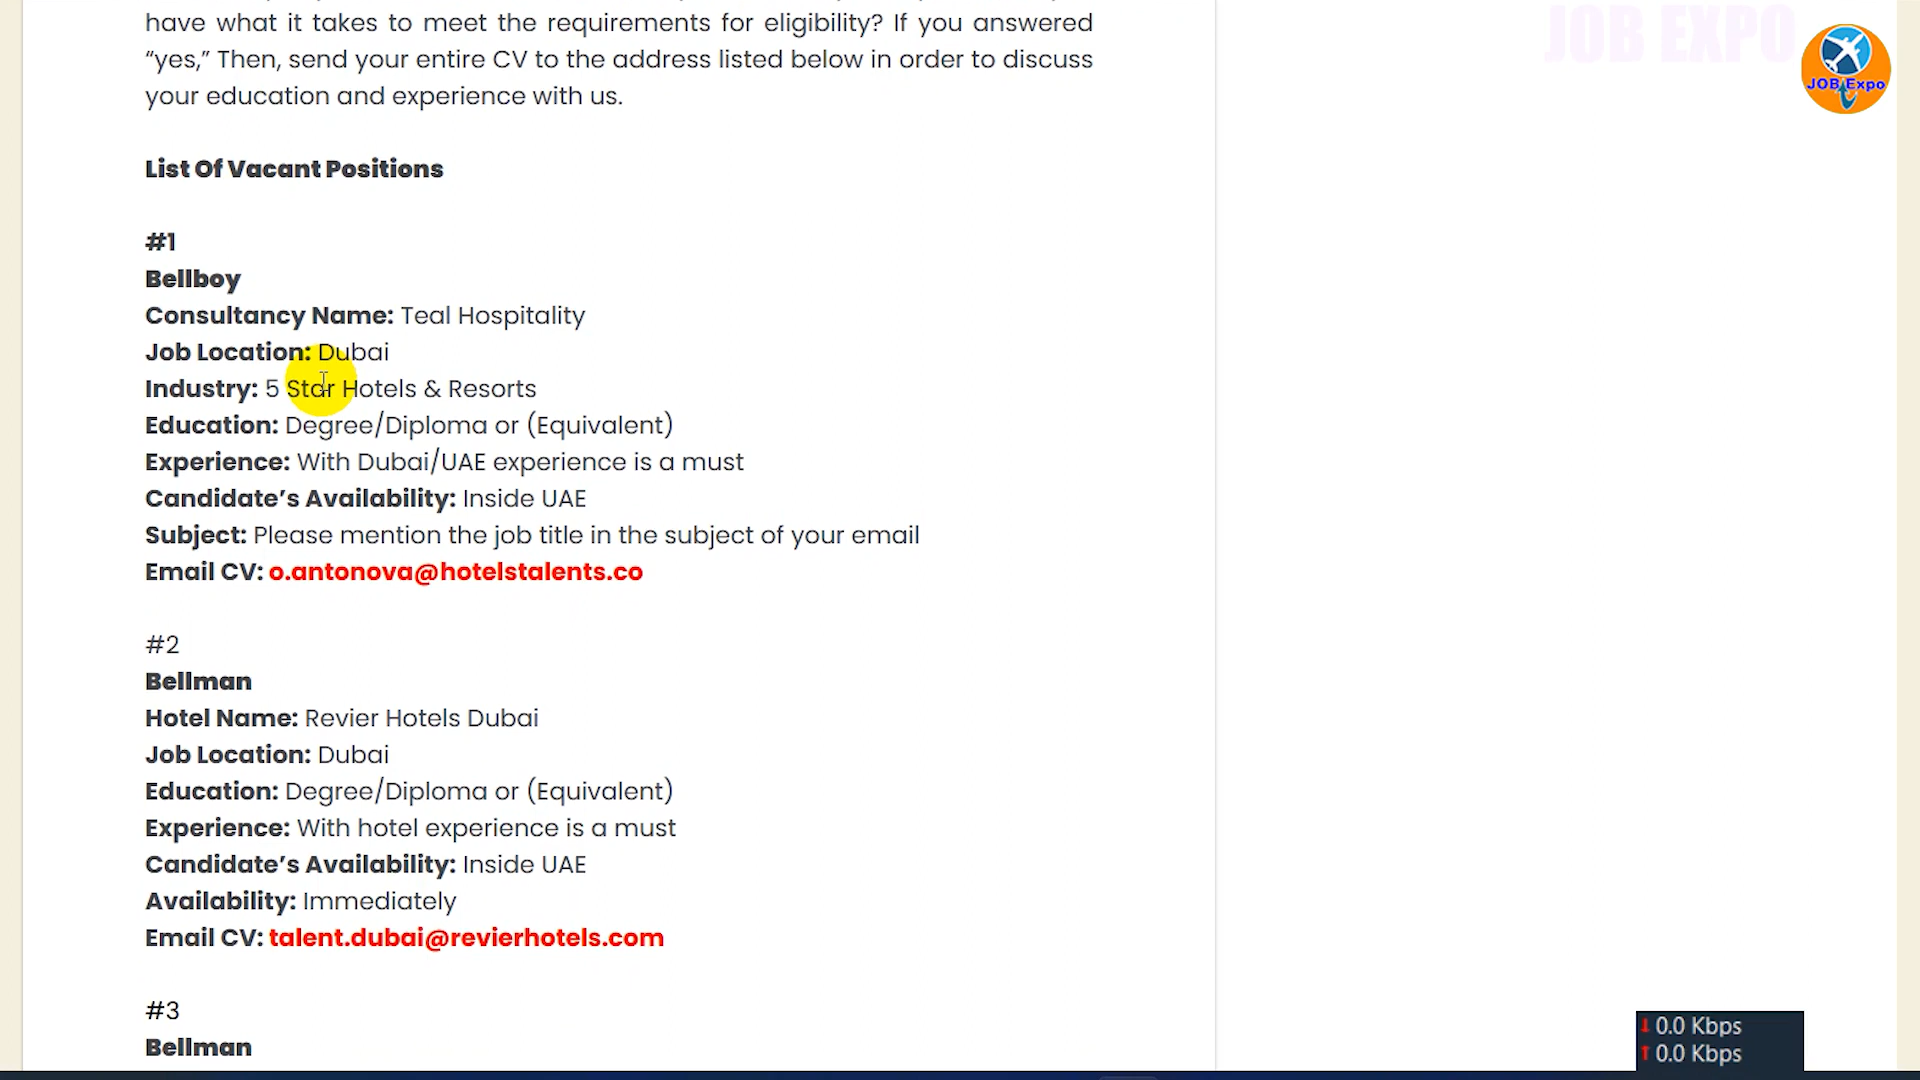 JOB EXPO
JOB Expo
have what it takes to meet the requirements for eligibility? If you answered
“yes,” Then, send your entire CV to the address listed below in order to discuss
your education and experience with us.
List Of Vacant Positions
#1
Bellboy
Consultancy Name: Teal Hospitality
Job Location: Dubai
Industry: 5 Star Hotels & Resorts
Education: Degree/Diploma or (Equivalent)
Experience: With Dubai/UAE experience is a must
Candidate’s Availability: Inside UAE
Subject: Please mention the job title in the subject of your email
Email CV: o.antonova@hotelstalents.co
#2
Bellman
Hotel Name: Revier Hotels Dubai
Job Location: Dubai
Education: Degree/Diploma or (Equivalent)
Experience: With hotel experience is a must
Candidate’s Availability: Inside UAE
Availability: Immediately
Email CV: talent.dubai@revierhotels.com
#3
Bellman
↓ 0.0 Kbps
↑ 0.0 Kbps